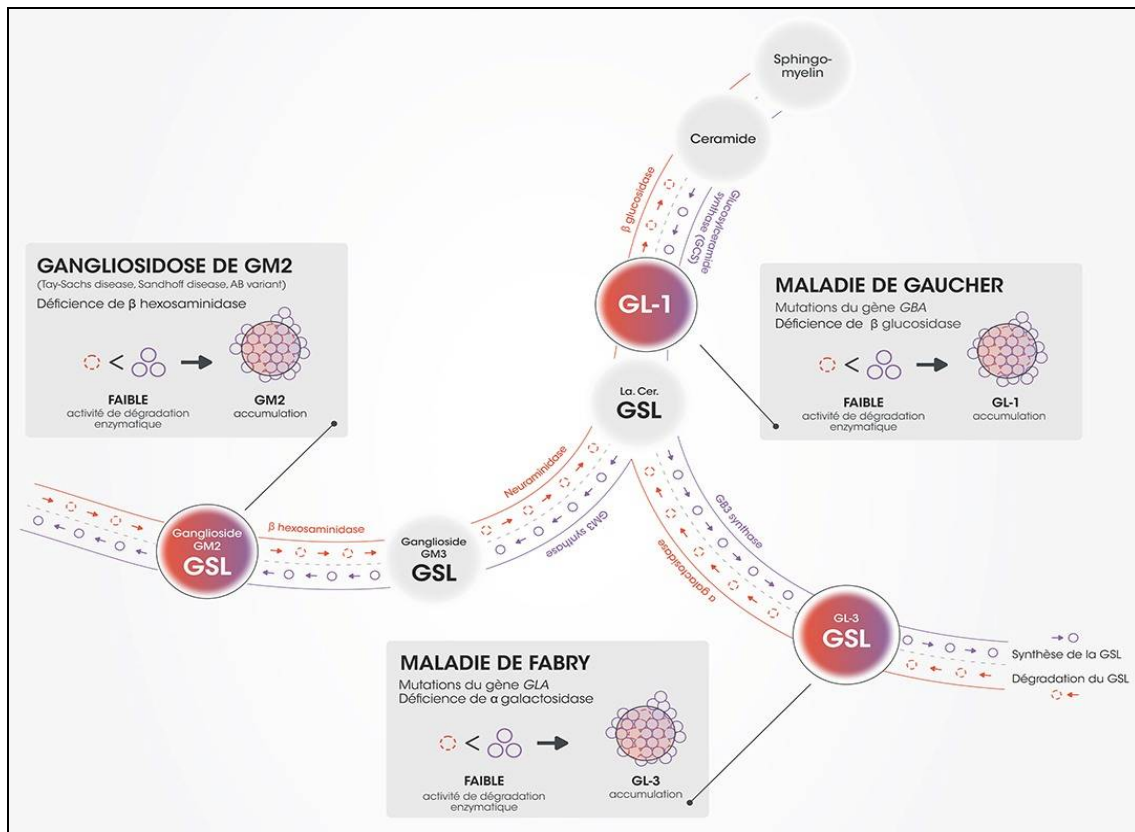 Sphingo-
myelin
Ceramide
β glucosidase
Glucosylceramide
synthase (GCS)
GL-1
GANGLIOSIDOSE DE GM2
(Tay-Sachs disease, Sandhoff disease, AB variant)
Déficience de β hexosaminidase
<
FAIBLE
activité de dégradation
enzymatique
GM2
accumulation
MALADIE DE GAUCHER
Mutations du gène GBA
Déficience de β glucosidase
<
FAIBLE
activité de dégradation
enzymatique
GL-1
accumulation
La. Cer.
GSL
Neuraminidase
GM3 synthase
GB3 synthase
α galactosidase
Ganglioside
GM2
GSL
β hexosaminidase
Ganglioside
GM3
GSL
GL-3
GSL
Synthèse de la GSL
Dégradation du GSL
MALADIE DE FABRY
Mutations du gène GLA
Déficience de α galactosidase
<
FAIBLE
activité de dégradation
enzymatique
GL-3
accumulation